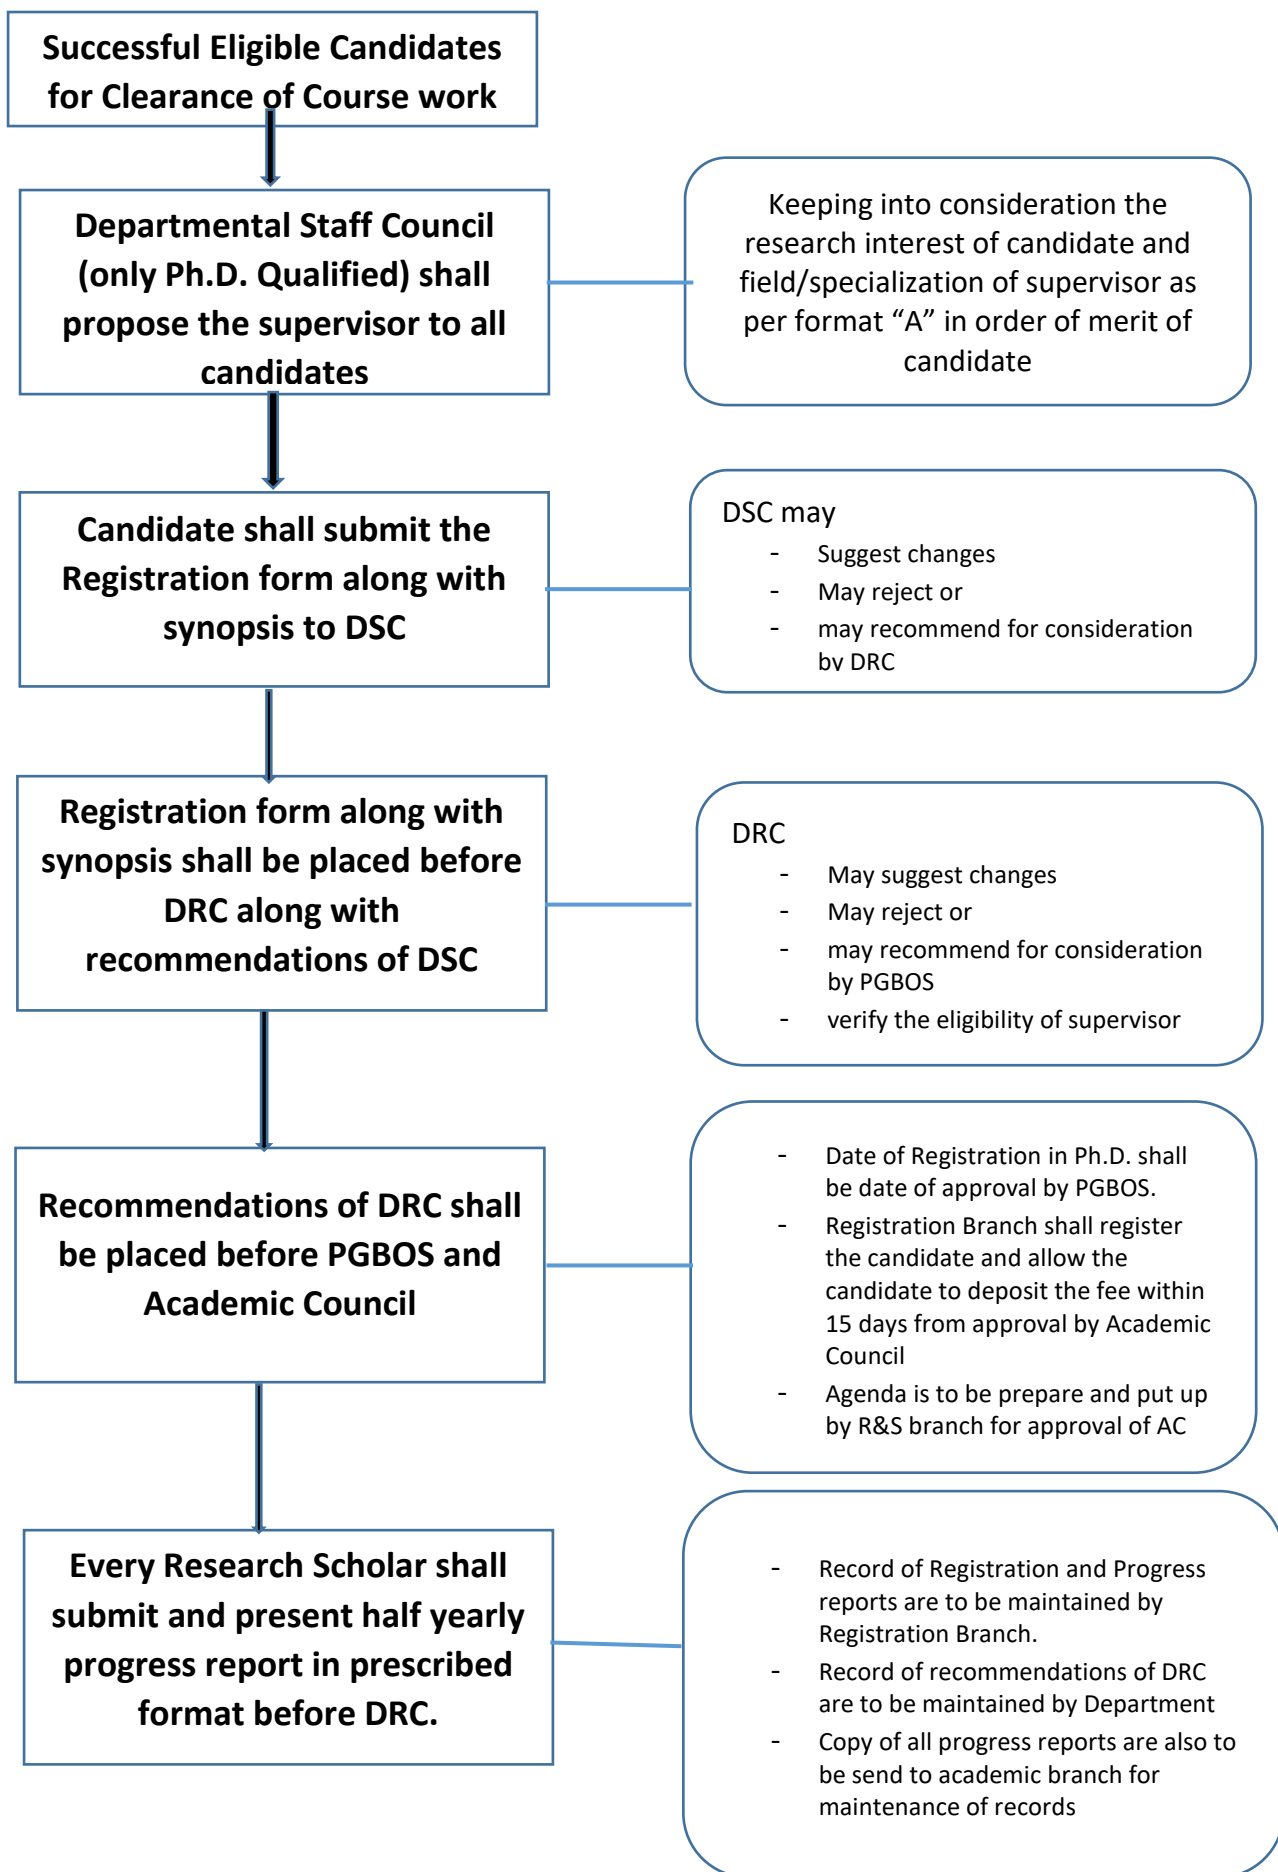 Successful Eligible Candidates
for Clearance of Course work
Departmental Staff Council
(only Ph.D. Qualified) shall
propose the supervisor to all
candidates
Keeping into consideration the
research interest of candidate and
field/specialization of supervisor as
per format “A” in order of merit of
candidate
Candidate shall submit the
Registration form along with
synopsis to DSC
DSC may
- Suggest changes
- May reject or
- may recommend for consideration
by DRC
Registration form along with
synopsis shall be placed before
DRC along with
recommendations of DSC
DRC
- May suggest changes
- May reject or
- may recommend for consideration
by PGBOS
- verify the eligibility of supervisor
Recommendations of DRC shall
be placed before PGBOS and
Academic Council
- Date of Registration in Ph.D. shall
be date of approval by PGBOS.
- Registration Branch shall register
the candidate and allow the
candidate to deposit the fee within
15 days from approval by Academic
Council
- Agenda is to be prepare and put up
by R&S branch for approval of AC
Every Research Scholar shall
submit and present half yearly
progress report in prescribed
format before DRC.
- Record of Registration and Progress
reports are to be maintained by
Registration Branch.
- Record of recommendations of DRC
are to be maintained by Department
- Copy of all progress reports are also to
be send to academic branch for
maintenance of records